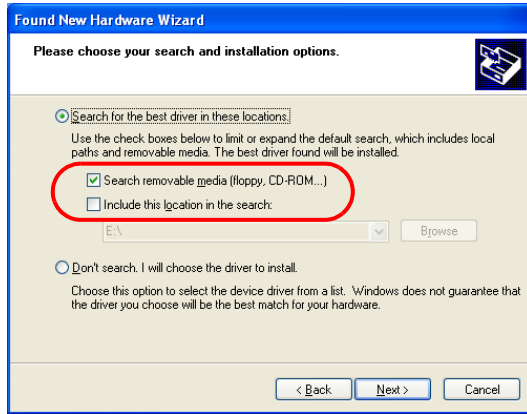 Found New Hardware Wizard
Please choose your search and installation options.
Search for the best driver in these locations.
Use the check boxes below to limit or expand the default search, which includes local
paths and removable media. The best driver found will be installed.
Search removable media (floppy, CD-ROM...)
Include this location in the search:
E:\
Browse
Don't search. I will choose the driver to install.
Choose this option to select the device driver from a list. Windows does not guarantee that
the driver you choose will be the best match for your hardware.
< Back Next > Cancel